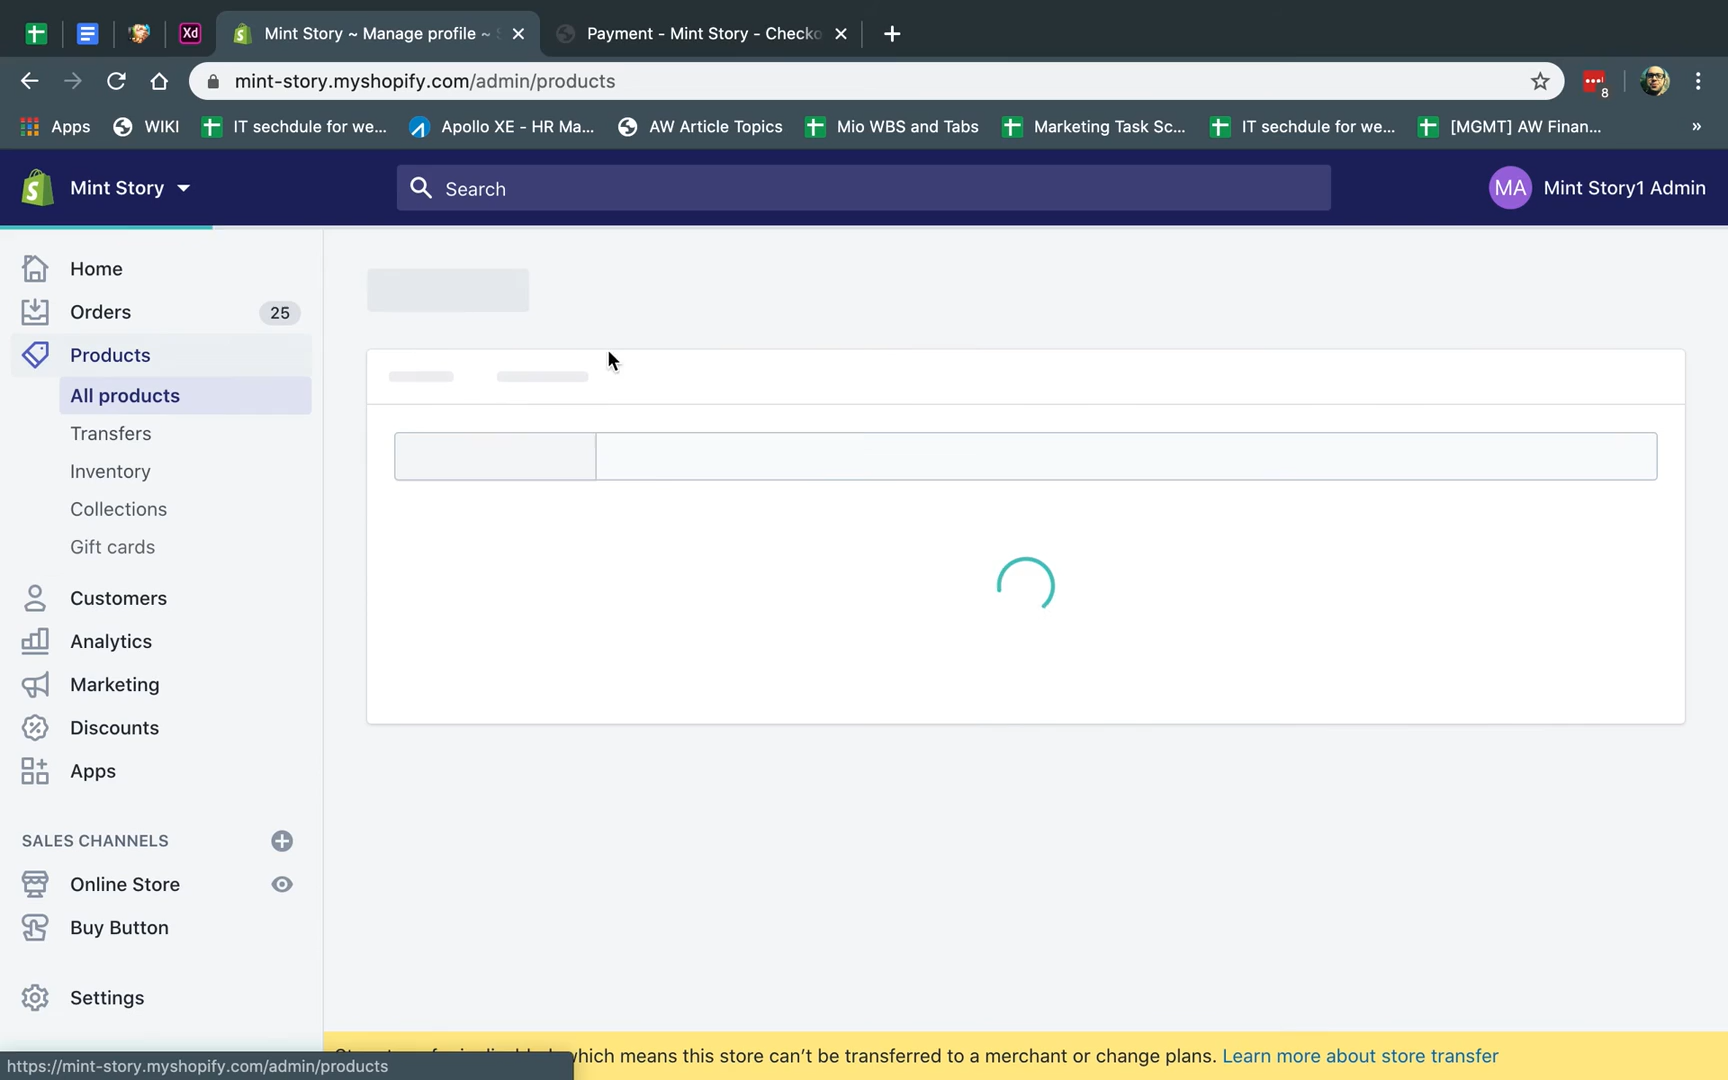 Xd
Mint Story ~ Manage profile ~
Payment - Mint Story - Checko
mint-story.myshopify.com/admin/products
8
Apps
WIKI
IT sechdule for we...
Apollo XE - HR Ma...
AW Article Topics
Mio WBS and Tabs
Marketing Task Sc...
IT sechdule for we...
[MGMT] AW Finan...
»
Mint Story
Search
MA
Mint Story1 Admin
Home
Orders
25
Products
All products
Transfers
Inventory
Collections
Gift cards
Customers
Analytics
Marketing
Discounts
Apps
SALES CHANNELS
Online Store
Buy Button
Settings
which means this store can't be transferred to a merchant or change plans. Learn more about store transfer
https://mint-story.myshopify.com/admin/products